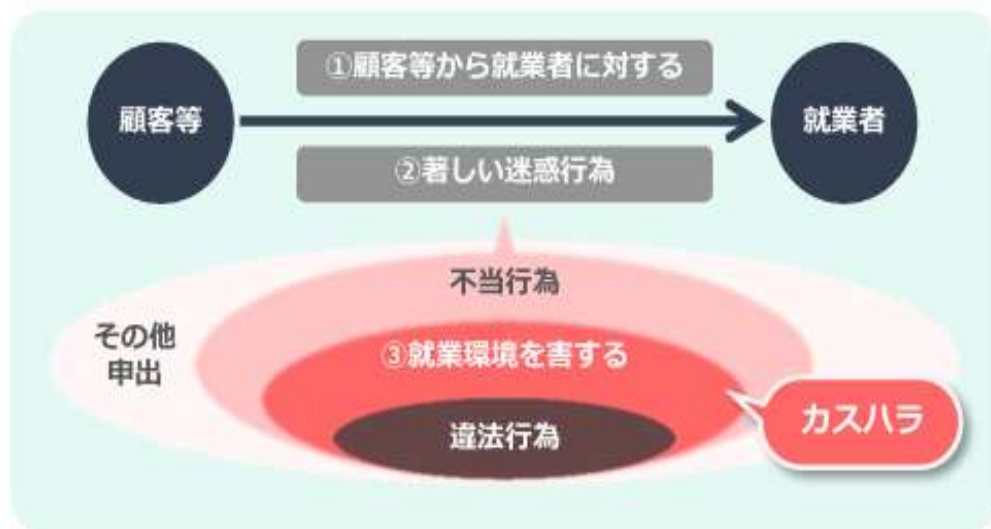 ①顧客等から就業者に対する
顧客等
就業者
②著しい迷惑行為
不当行為
その他
申出
③就業環境を害する
カスハラ
違法行為